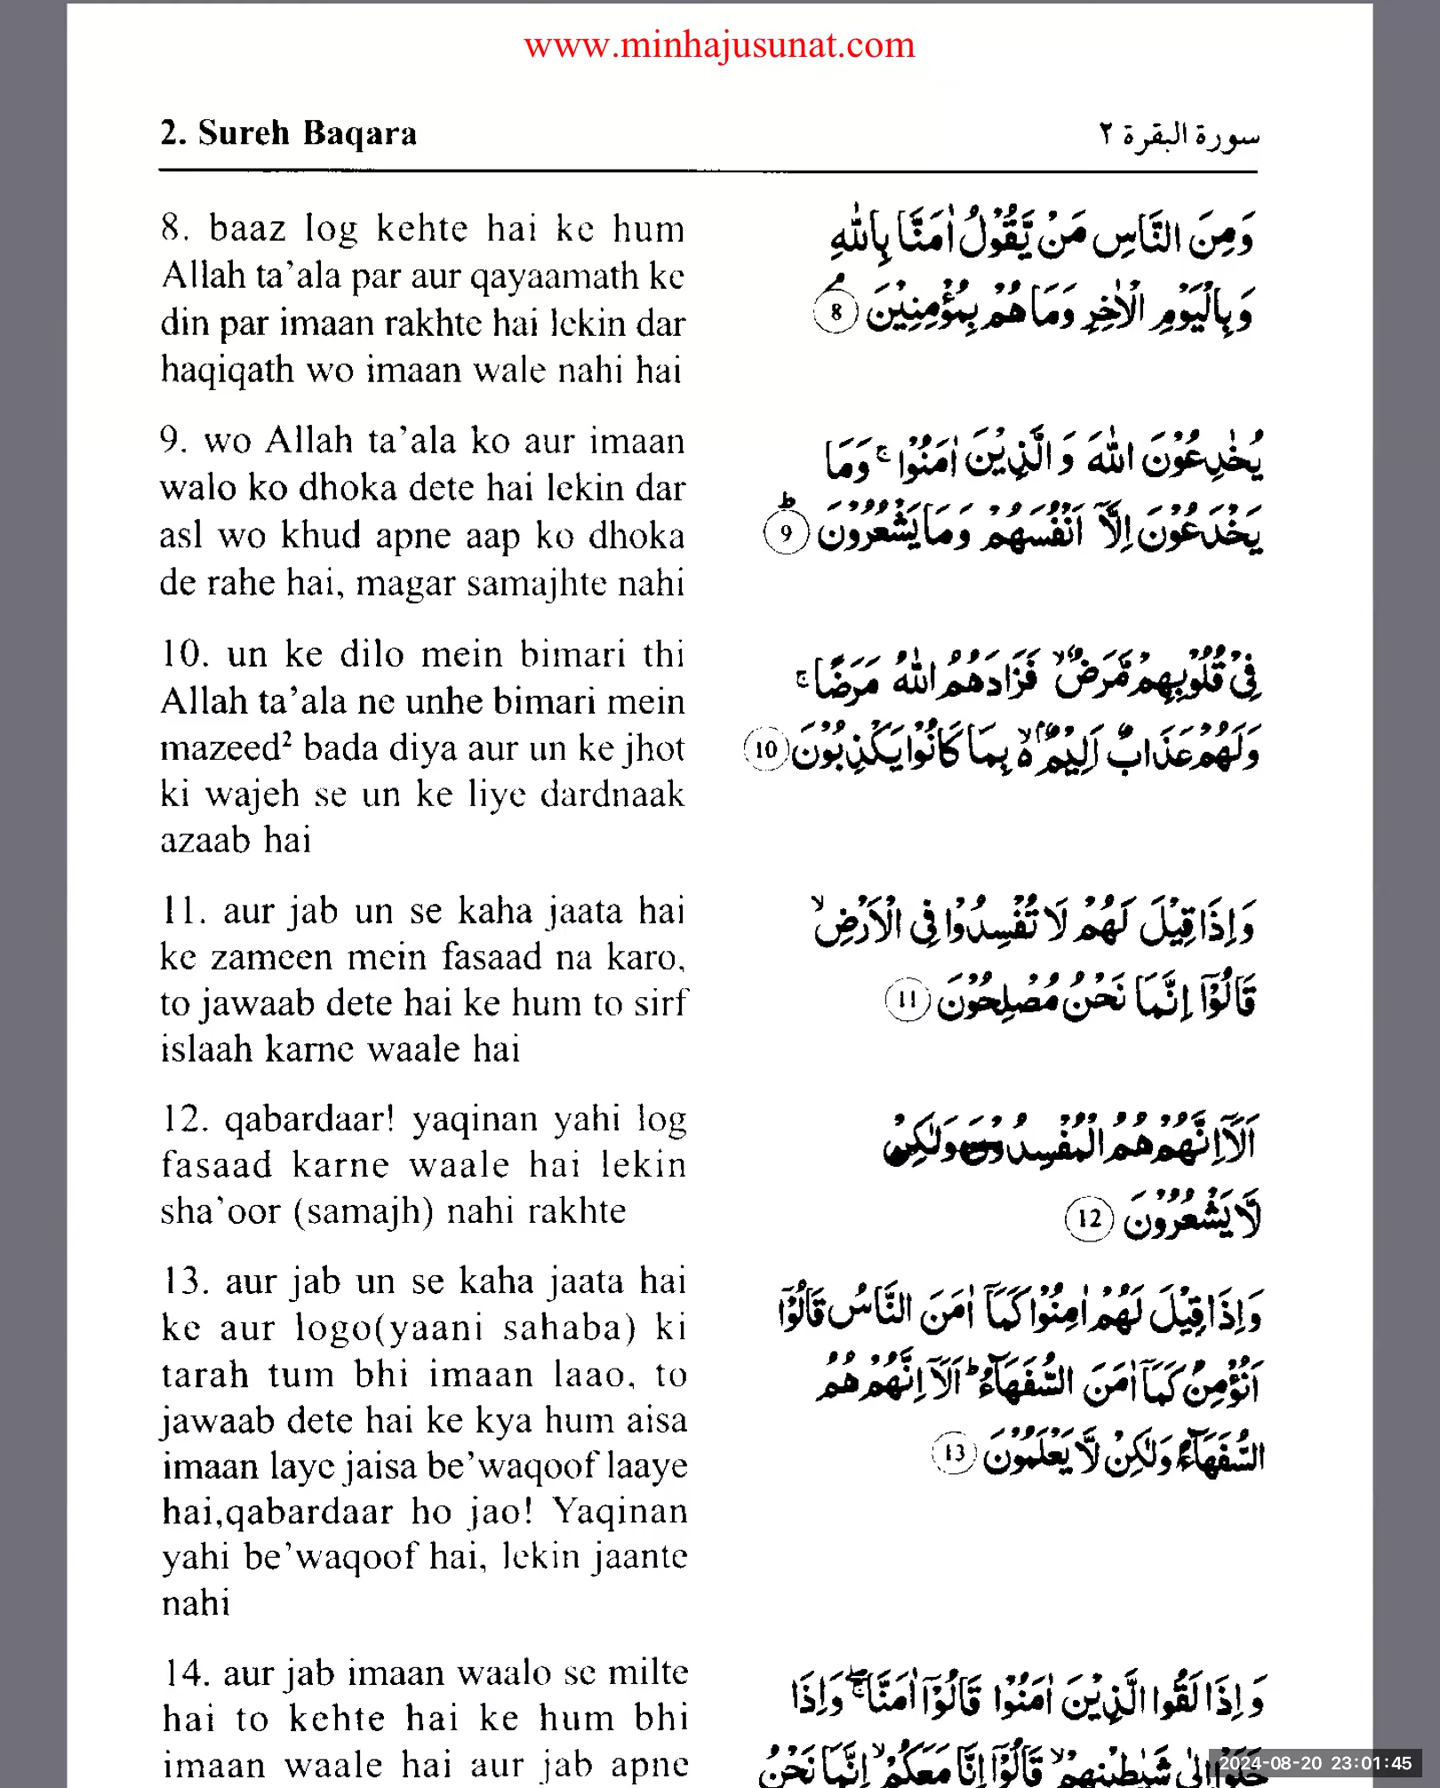 www.minhajusunat.com
2. Sureh Baqara
سورة البقرة ٢
8. baaz log kehte hai ke hum
Allah ta’ala par aur qayaamath ke
din par imaan rakhte hai lekin dar
haqiqath wo imaan wale nahi hai
وَمِنَ النَّاسِ مَنْ يَّقُوْلُ اٰمَنَّا بِاللّٰهِ
وَبِالْيَوْمِ الْاٰخِرِ وَمَا هُمْ بِمُؤْمِنِيْنَ 8
9. wo Allah ta’ala ko aur imaan
walo ko dhoka dete hai lekin dar
asl wo khud apne aap ko dhoka
de rahe hai, magar samajhte nahi
يُخٰدِعُوْنَ اللّٰهَ وَ الَّذِيْنَ اٰمَنُوْا ۚ وَمَا
يَخْدَعُوْنَ اِلَّآ اَنْفُسَهُمْ وَمَا يَشْعُرُوْنَ ؕ 9
10. un ke dilo mein bimari thi
Allah ta’ala ne unhe bimari mein
mazeed² bada diya aur un ke jhot
ki wajeh se un ke liye dardnaak
azaab hai
فِىْ قُلُوْبِهِمْ مَّرَضٌ ۙ فَزَادَهُمُ اللّٰهُ مَرَضًا ۚ
وَلَهُمْ عَذَابٌ اَلِيْمٌ ۢ ۙ بِمَا كَانُوْا يَكْذِبُوْنَ 10
11. aur jab un se kaha jaata hai
ke zameen mein fasaad na karo,
to jawaab dete hai ke hum to sirf
islaah karne waale hai
وَاِذَا قِيْلَ لَهُمْ لَا تُفْسِدُوْا فِى الْاَرْضِ ۙ
قَالُوْٓا اِنَّمَا نَحْنُ مُصْلِحُوْنَ 11
12. qabardaar! yaqinan yahi log
fasaad karne waale hai lekin
sha’oor (samajh) nahi rakhte
اَلَآ اِنَّهُمْ هُمُ الْمُفْسِدُوْنَ وَلٰكِنْ
لَّا يَشْعُرُوْنَ 12
13. aur jab un se kaha jaata hai
ke aur logo(yaani sahaba) ki
tarah tum bhi imaan laao, to
jawaab dete hai ke kya hum aisa
imaan laye jaisa be’waqoof laaye
hai,qabardaar ho jao! Yaqinan
yahi be’waqoof hai, lekin jaante
nahi
وَاِذَا قِيْلَ لَهُمْ اٰمِنُوْا كَمَآ اٰمَنَ النَّاسُ قَالُوْٓا
اَنُؤْمِنُ كَمَآ اٰمَنَ السُّفَهَآءُ ؕ اَلَآ اِنَّهُمْ هُمُ
السُّفَهَآءُ وَلٰكِنْ لَّا يَعْلَمُوْنَ 13
14. aur jab imaan waalo se milte
hai to kehte hai ke hum bhi
imaan waale hai aur jab apne
وَاِذَا لَقُوا الَّذِيْنَ اٰمَنُوْا قَالُوْٓا اٰمَنَّا ۚۖ وَاِذَا
خَلَوْا اِلٰى شَيٰطِيْنِهِمْ ۙ قَالُوْٓا اِنَّا مَعَكُمْ ۙ اِنَّمَا نَحْنُ
2024-08-20 23:01:45